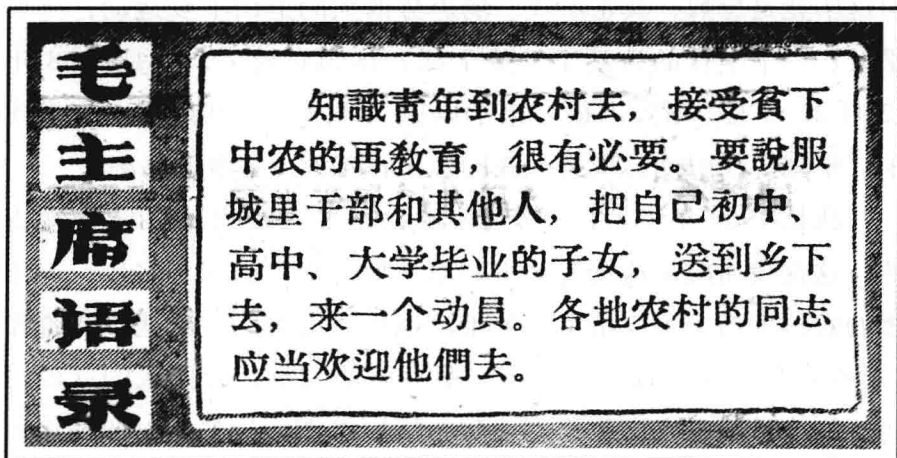 毛主席语录
知識靑年到农村去，接受貧下
中农的再敎育，很有必要。要說服
城里干部和其他人，把自己初中、
高中、大学毕业的子女，送到乡下
去，来一个动員。各地农村的同志
应当欢迎他們去。